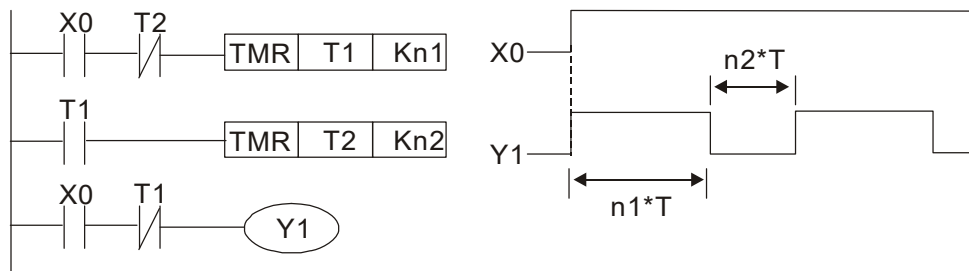 X0 T2
TMR T1 Kn1
T1
TMR T2 Kn2
X0 T1
Y1
X0
n2*T
Y1
n1*T